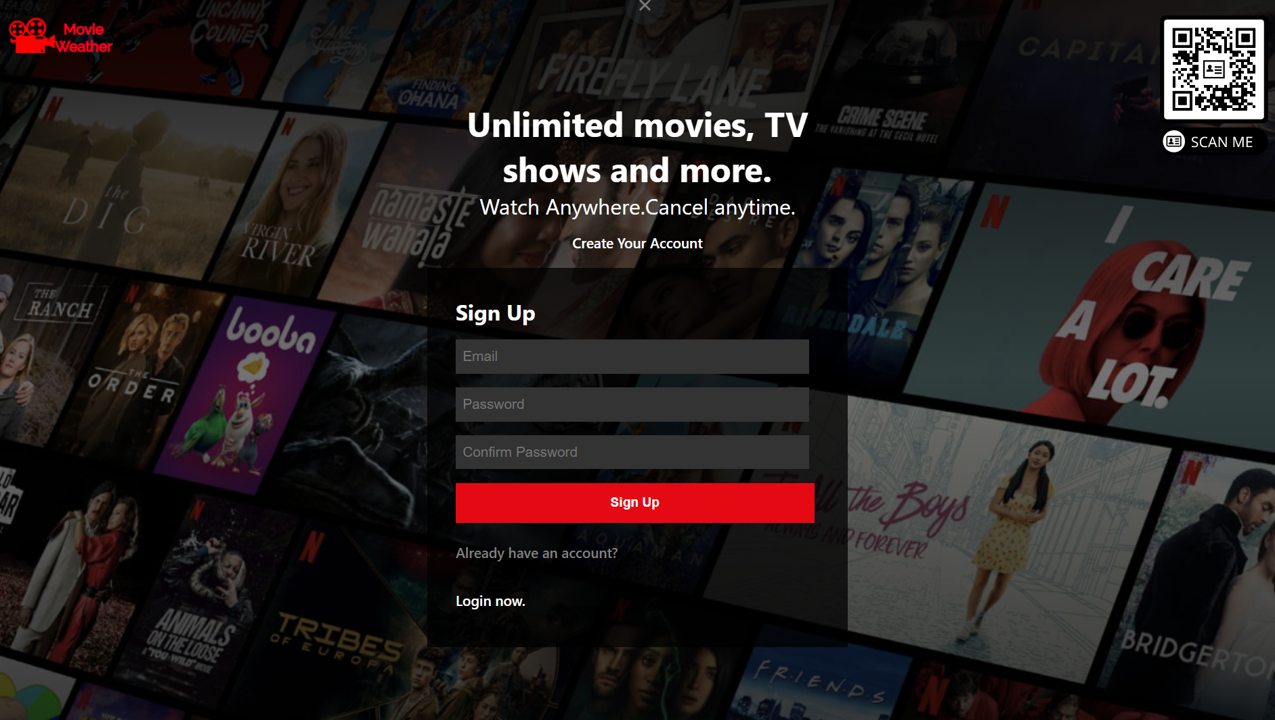 Movie
Weather
UNCANNY
COUNTER
JANE
FINDING
OHANA
FIREFLY LANE
CRIME SCENE
THE VANISHING AT THE CECIL HOTEL
CAPITAN
SCAN ME
Unlimited movies, TV
shows and more.
Watch Anywhere.Cancel anytime.
Create Your Account
the
DIG
VIRGIN
RIVER
namaste
wahala
RIVERDALE
I
CARE
A
LOT.
THE
RANCH
THE
ORDER
booba
Sign Up
Email
Password
Confirm Password
Sign Up
Already have an account?
Login now.
AQUAMAN
the Boys
ALWAYS AND FOREVER
BRIDGERTON
ANIMALS
ON THE LOOSE
A "YOU VS WILD" MOVIE
TRIBES
OF EUROPA
FRIENDS